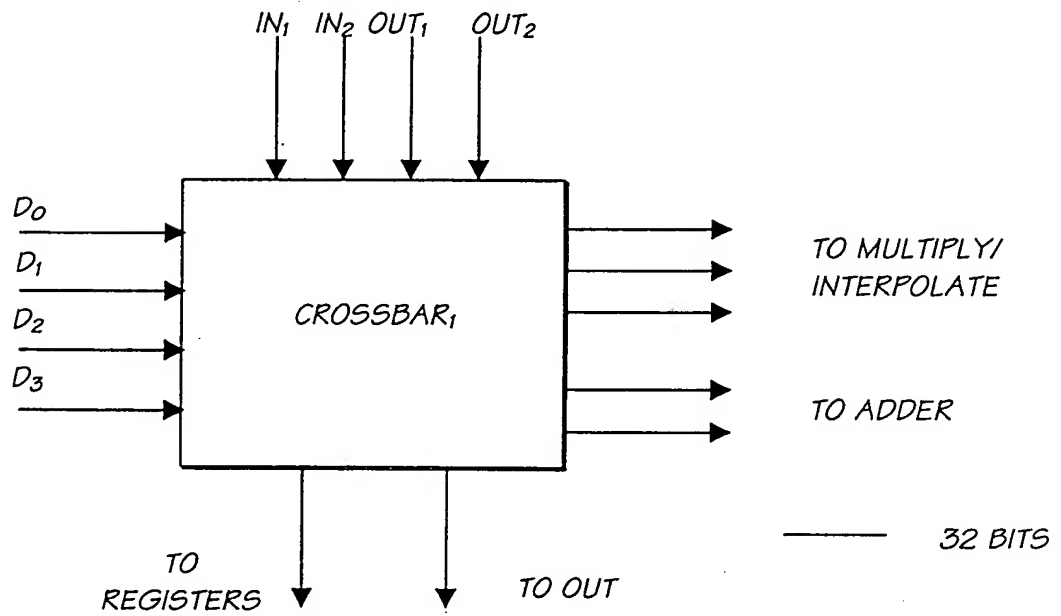 IN₁ IN₂ OUT₁ OUT₂
D₀
D₁
D₂
D₃
CROSSBAR₁
TO MULTIPLY/
INTERPOLATE
TO ADDER
32 BITS
TO
REGISTERS
TO OUT